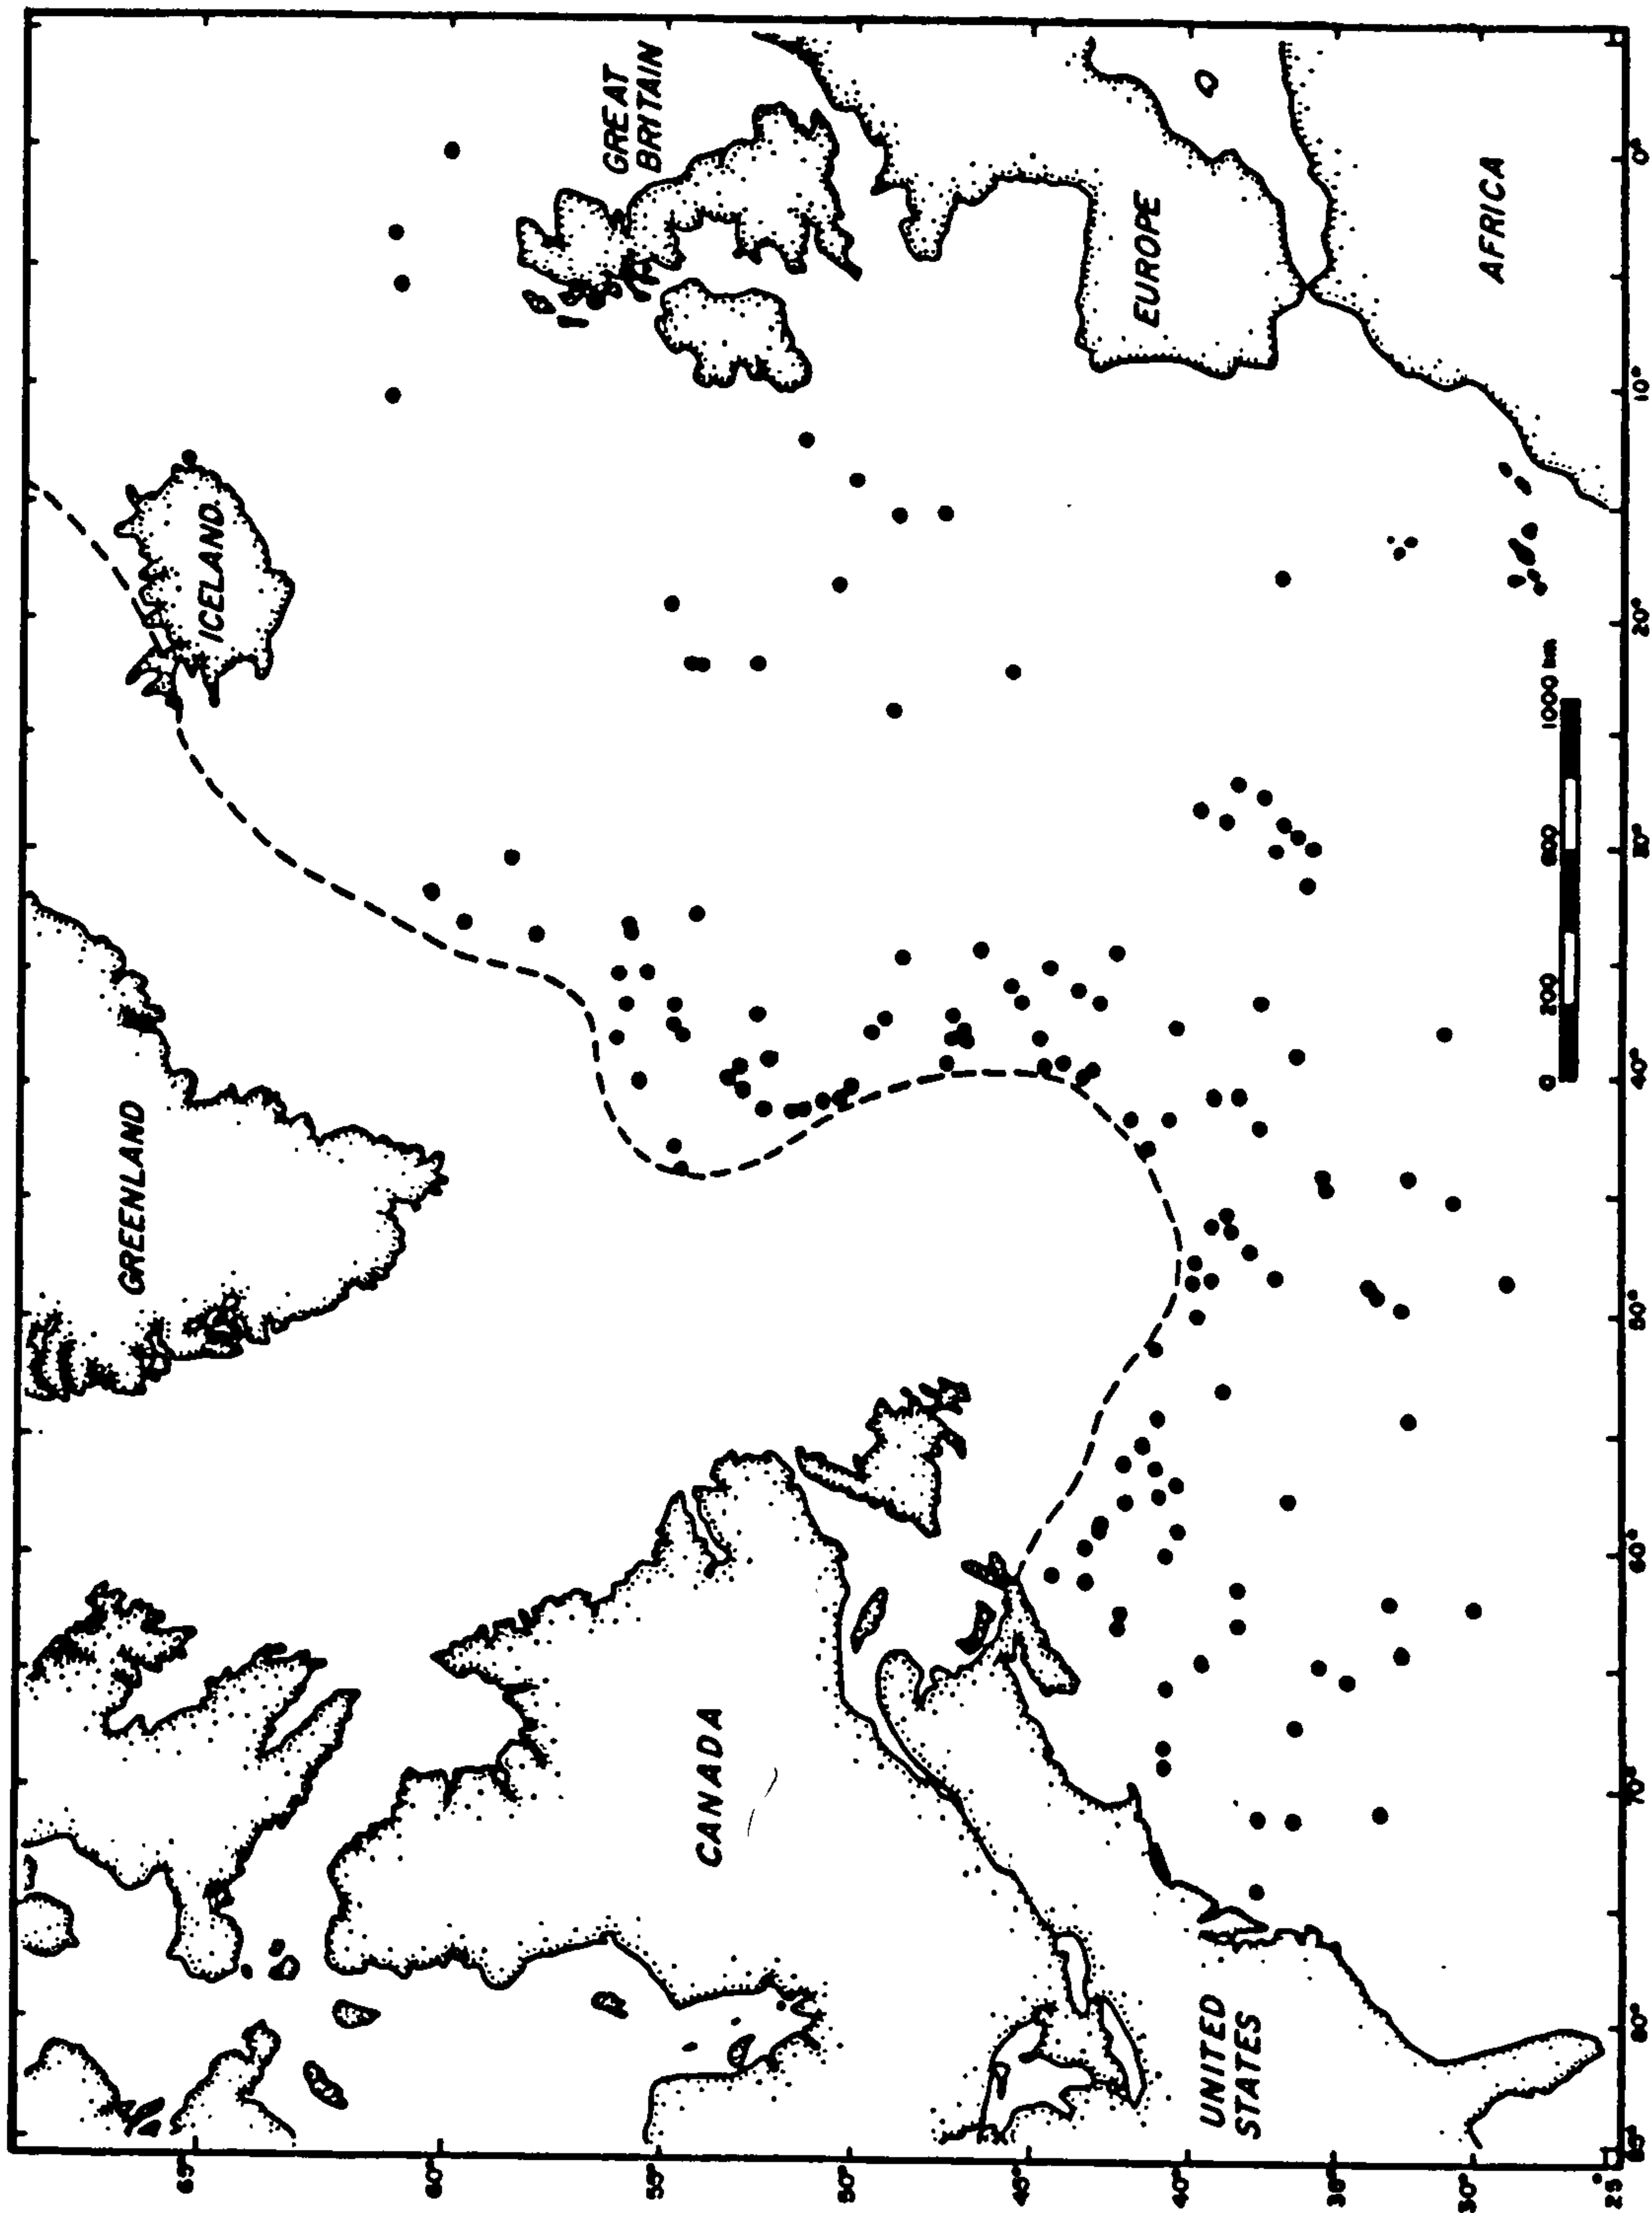 GREENLAND
ICELAND
65°
60°
GREAT
BRITAIN
55°
CANADA
50°
45°
EUROPE
40°
UNITED
STATES
35°
AFRICA
30°
0 200 600 1000 km
25
80° 70° 60° 50° 40° 30° 20° 10° 0°